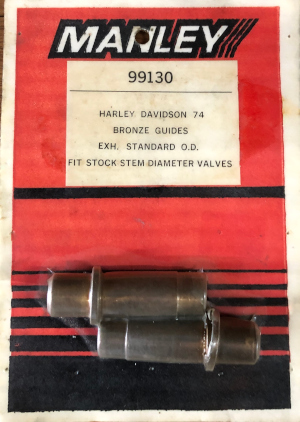 MANLEY
99130
HARLEY DAVIDSON 74
BRONZE GUIDES
EXH. STANDARD O.D.
FIT STOCK STEM DIAMETER VALVES